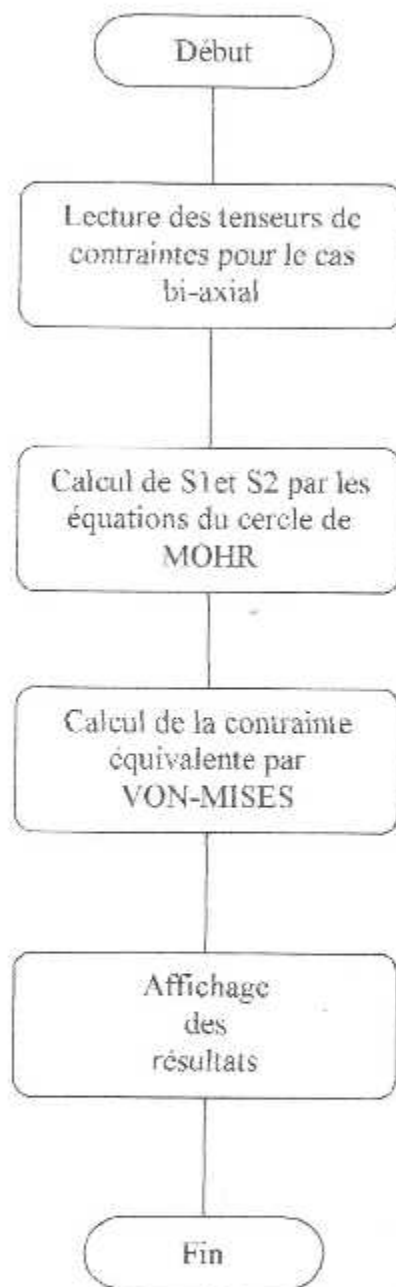 Début
Lecture des tenseurs de
contraintes pour le cas
bi-axial
Calcul de S1et S2 par les
équations du cercle de
MOHR
Calcul de la contrainte
équivalente par
VON-MISES
Affichage
des
résultats
Fin